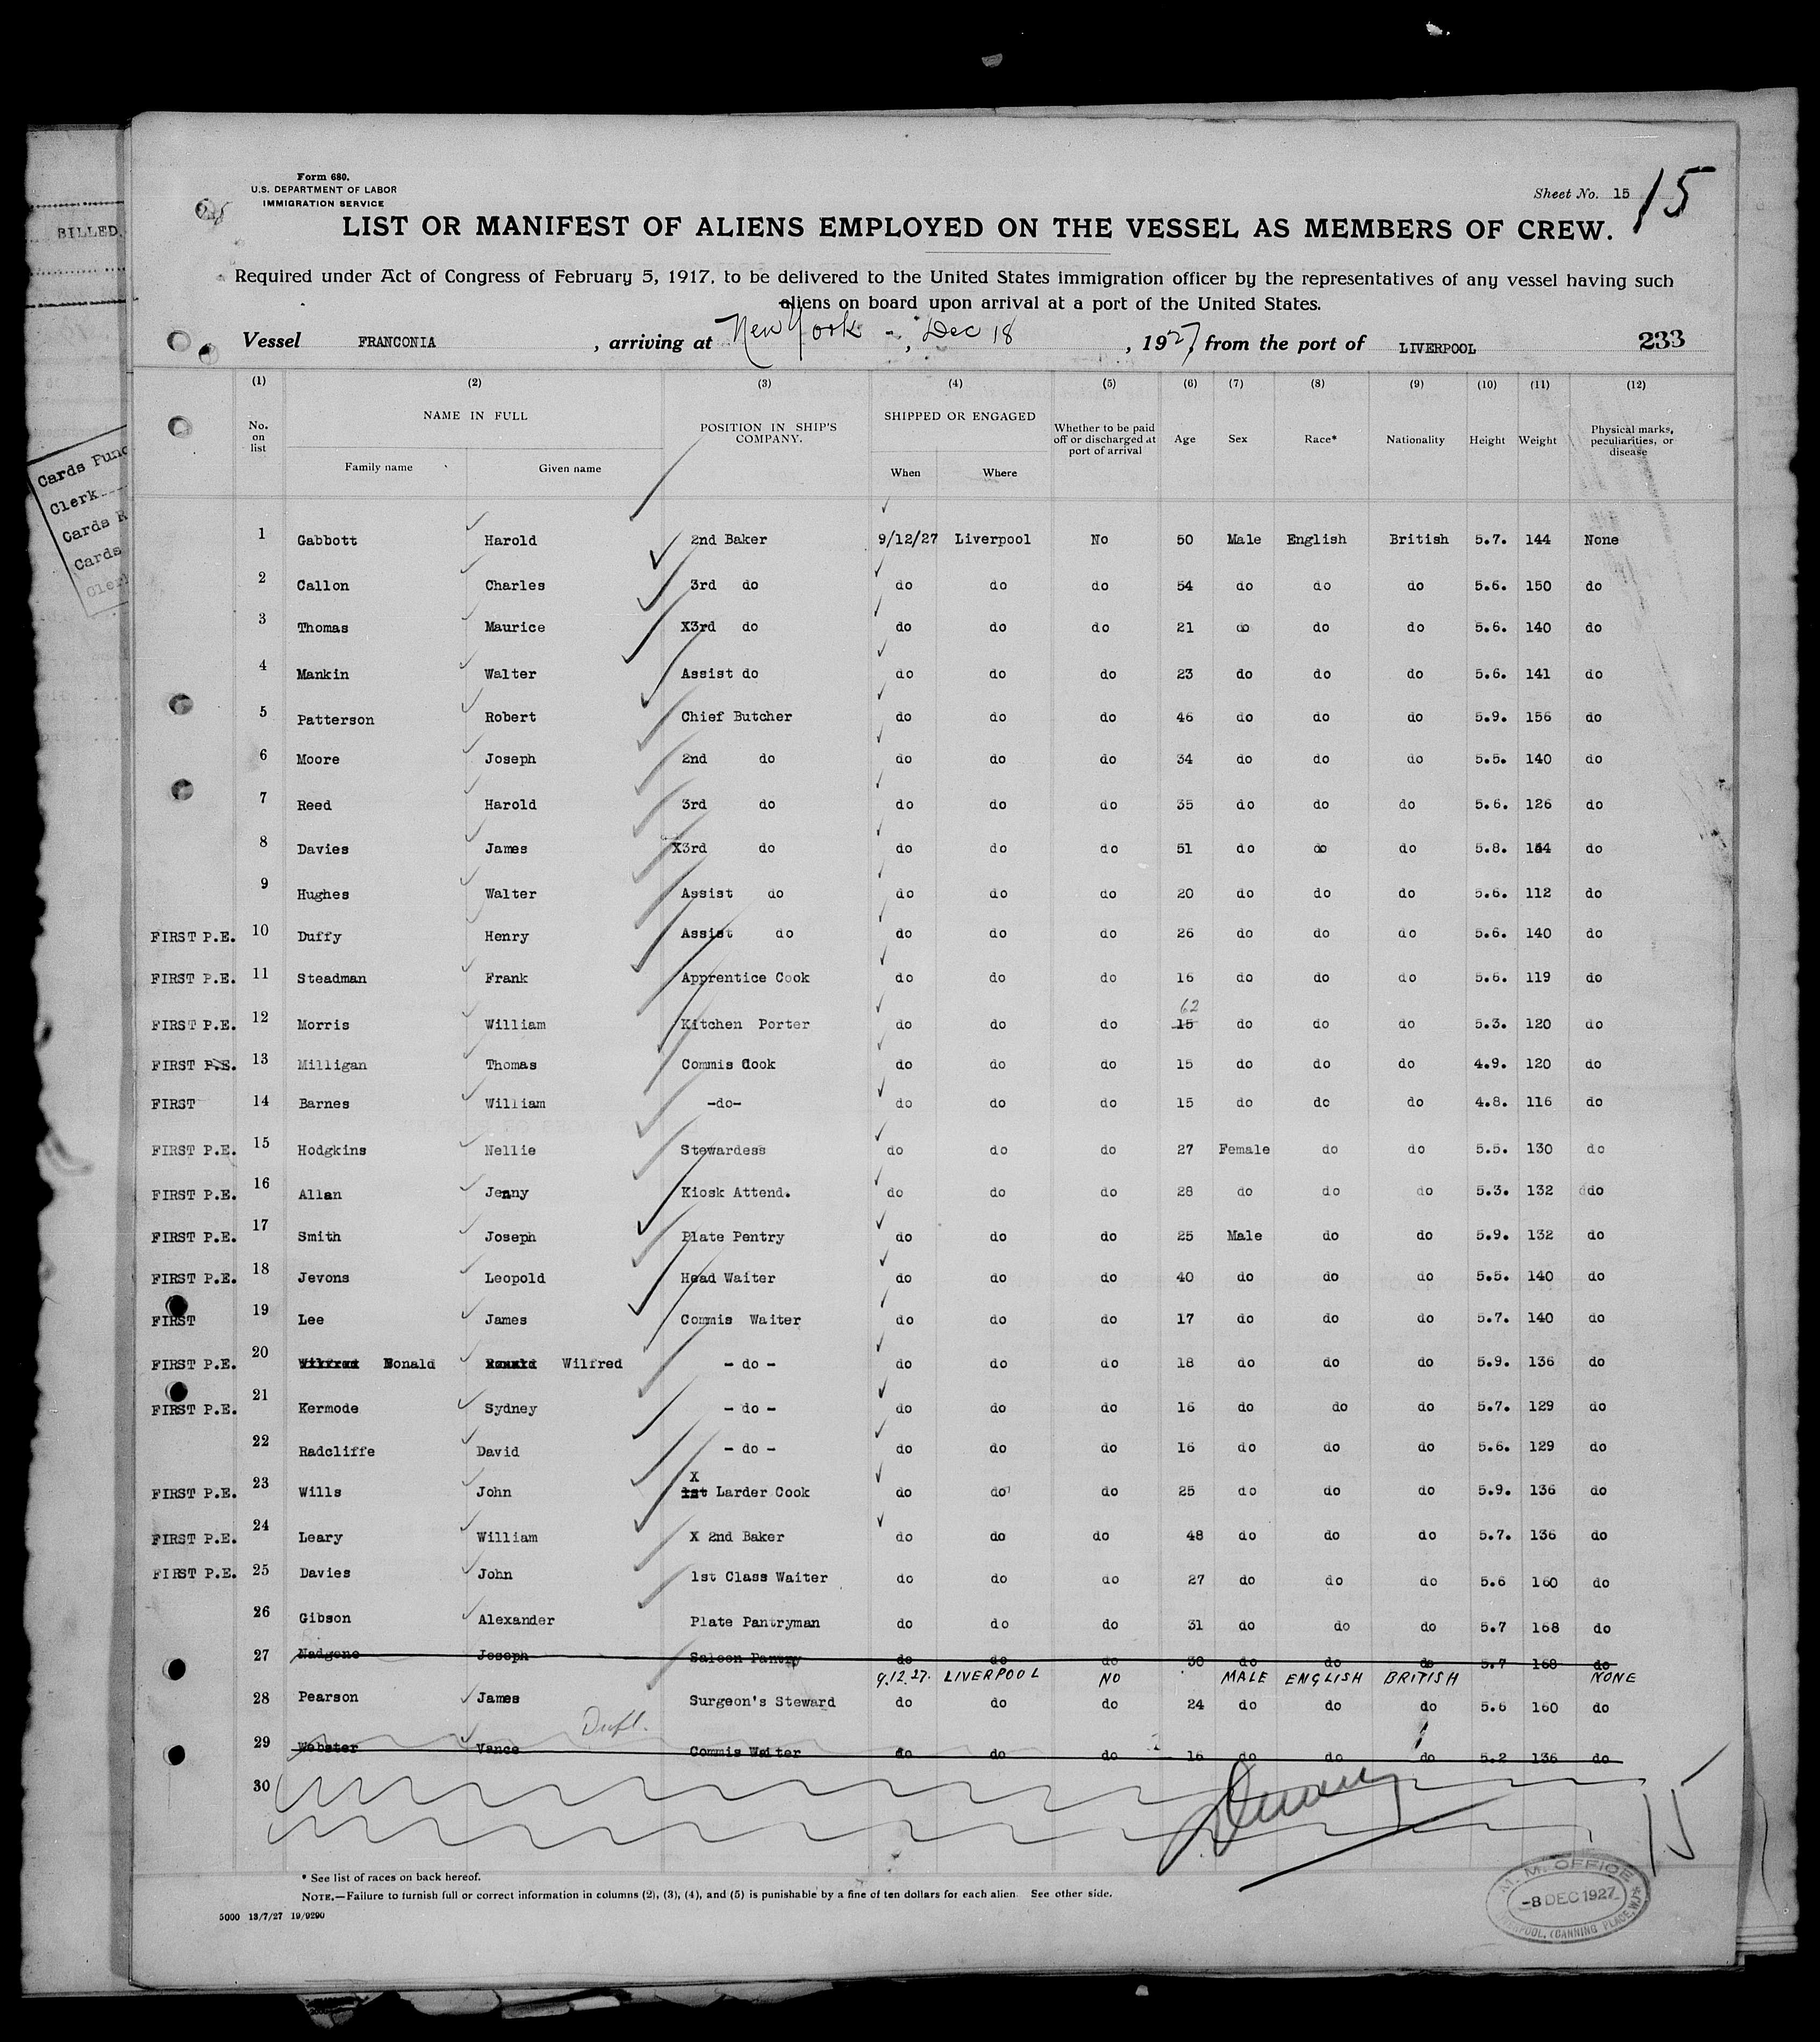 BILLED.
Cards
Clerk
Cards
Cards
Form 680.
U.S. DEPARTMENT OF LABOR
IMMIGRATION SERVICE
Sheet No. 15 15
LIST OR MANIFEST OF ALIENS EMPLOYED ON THE VESSEL AS MEMBERS OF CREW.
Required under Act of Congress of February 5, 1917, to be delivered to the United States immigration officer by the representatives of any vessel having such
aliens on board upon arrival at a port of the United States.
Vessel FRANCONIA , arriving at New York , Dec 18 , 1927, from the port of LIVERPOOL 233
(1) (2) (3) (4) (5) (6) (7) (8) (9) (10) (11) (12)
No. on list NAME IN FULL Family name Given name POSITION IN SHIP'S COMPANY. SHIPPED OR ENGAGED When Where Whether to be paid off or discharged at port of arrival Age Sex Race* Nationality Height Weight Physical marks, peculiarities, or disease
1 Gabbott Harold 2nd Baker 9/12/27 Liverpool No 50 Male English British 5.7. 144 None
2 Callon Charles 3rd do do do do 54 do do do 5.6. 150 do
3 Thomas Maurice X3rd do do do do 21 do do do 5.6. 140 do
4 Mankin Walter Assist do do do do 23 do do do 5.6. 141 do
5 Patterson Robert Chief Butcher do do do 46 do do do 5.9. 156 do
6 Moore Joseph 2nd do do do do 34 do do do 5.5. 140 do
7 Reed Harold 3rd do do do do 35 do do do 5.6. 126 do
8 Davies James X3rd do do do do 51 do do do 5.8. do
9 Hughes Walter Assist do do do do 20 do do do 5.6. 112 do
FIRST P.E. 10 Duffy Henry Assist do do do do 26 do do do 5.6. 140 do
FIRST P.E. 11 Steadman Frank Apprentice Cook do do do 16 do do do 5.6. 119 do
62
FIRST P.E. 12 Morris William Kitchen Porter do do do 15 do do do 5.3. 120 do
FIRST P.E. 13 Milligan Thomas Commis Cook do do do 15 do do do 4.9. 120 do
FIRST 14 Barnes William -do- do do do 15 do do do 4.8. 116 do
FIRST P.E. 15 Hodgkins Nellie Stewardess do do do 27 Female do do 5.5. 130 do
FIRST P.E. 16 Allan Jenny Kiosk Attend. do do do 28 do do do 5.3. 132 ddo
FIRST P.E. 17 Smith Joseph Plate Pentry do do do 25 Male do do 5.9. 132 do
FIRST P.E. 18 Jevons Leopold Head Waiter do do do 40 do do do 5.5. 140 do
FIRST 19 Lee James Commis Waiter do do do 17 do do do 5.7. 140 do
FIRST P.E. 20 Wilfred Ronald Ronald Wilfred - do - do do do 18 do do do 5.9. 136 do
FIRST P.E. 21 Kermode Sydney - do - do do do 16 do do do 5.7. 129 do
22 Radcliffe David - do - do do do 16 do do do 5.6. 129 do
X
FIRST P.E. 23 Wills John 1st Larder Cook do do do 25 do do do 5.9. 136 do
FIRST P.E. 24 Leary William X 2nd Baker do do do 48 do do do 5.7. 136 do
FIRST P.E. 25 Davies John 1st Class Waiter do do do 27 do do do 5.6 160 do
26 Gibson Alexander Plate Pantryman do do do 31 do do do 5.7 168 do
27 Joseph Saloon Pantry do do do 30 do do do 5.7 168 do
9.12.27. LIVERPOOL NO MALE ENGLISH BRITISH NONE
28 Pearson James Surgeon's Steward do do do 24 do do do 5.6 160 do
Dupl.
29 Webster Vance Commis Waiter do do do 16 do do do 5.2 136 do
30
15
* See list of races on back hereof.
NOTE.—Failure to furnish full or correct information in columns (2), (3), (4), and (5) is punishable by a fine of ten dollars for each alien. See other side.
5000 13/7/27 19/9290
M. M. OFFICE
-8 DEC 1927
LIVERPOOL, (CANNING PLACE, W.)